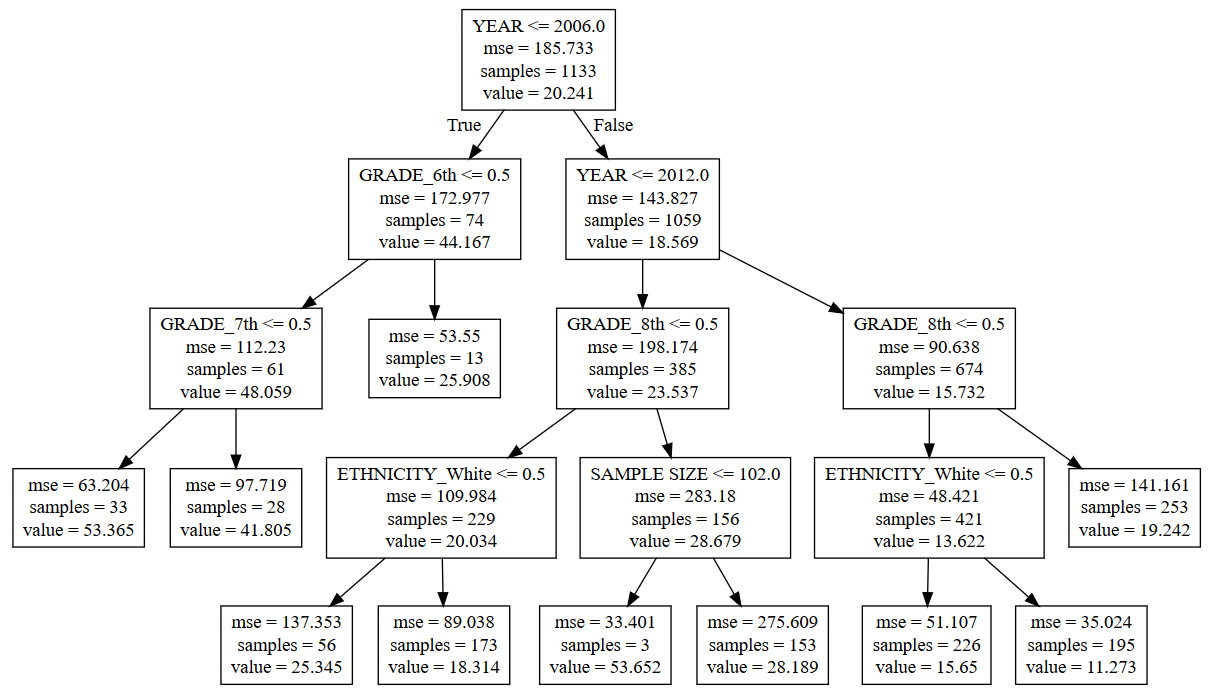 YEAR <= 2006.0
mse = 185.733
samples = 1133
value = 20.241
True
False
GRADE_6th <= 0.5
mse = 172.977
samples = 74
value = 44.167
YEAR <= 2012.0
mse = 143.827
samples = 1059
value = 18.569
GRADE_7th <= 0.5
mse = 112.23
samples = 61
value = 48.059
mse = 53.55
samples = 13
value = 25.908
GRADE_8th <= 0.5
mse = 198.174
samples = 385
value = 23.537
GRADE_8th <= 0.5
mse = 90.638
samples = 674
value = 15.732
mse = 63.204
samples = 33
value = 53.365
mse = 97.719
samples = 28
value = 41.805
ETHNICITY_White <= 0.5
mse = 109.984
samples = 229
value = 20.034
SAMPLE SIZE <= 102.0
mse = 283.18
samples = 156
value = 28.679
ETHNICITY_White <= 0.5
mse = 48.421
samples = 421
value = 13.622
mse = 141.161
samples = 253
value = 19.242
mse = 137.353
samples = 56
value = 25.345
mse = 89.038
samples = 173
value = 18.314
mse = 33.401
samples = 3
value = 53.652
mse = 275.609
samples = 153
value = 28.189
mse = 51.107
samples = 226
value = 15.65
mse = 35.024
samples = 195
value = 11.273